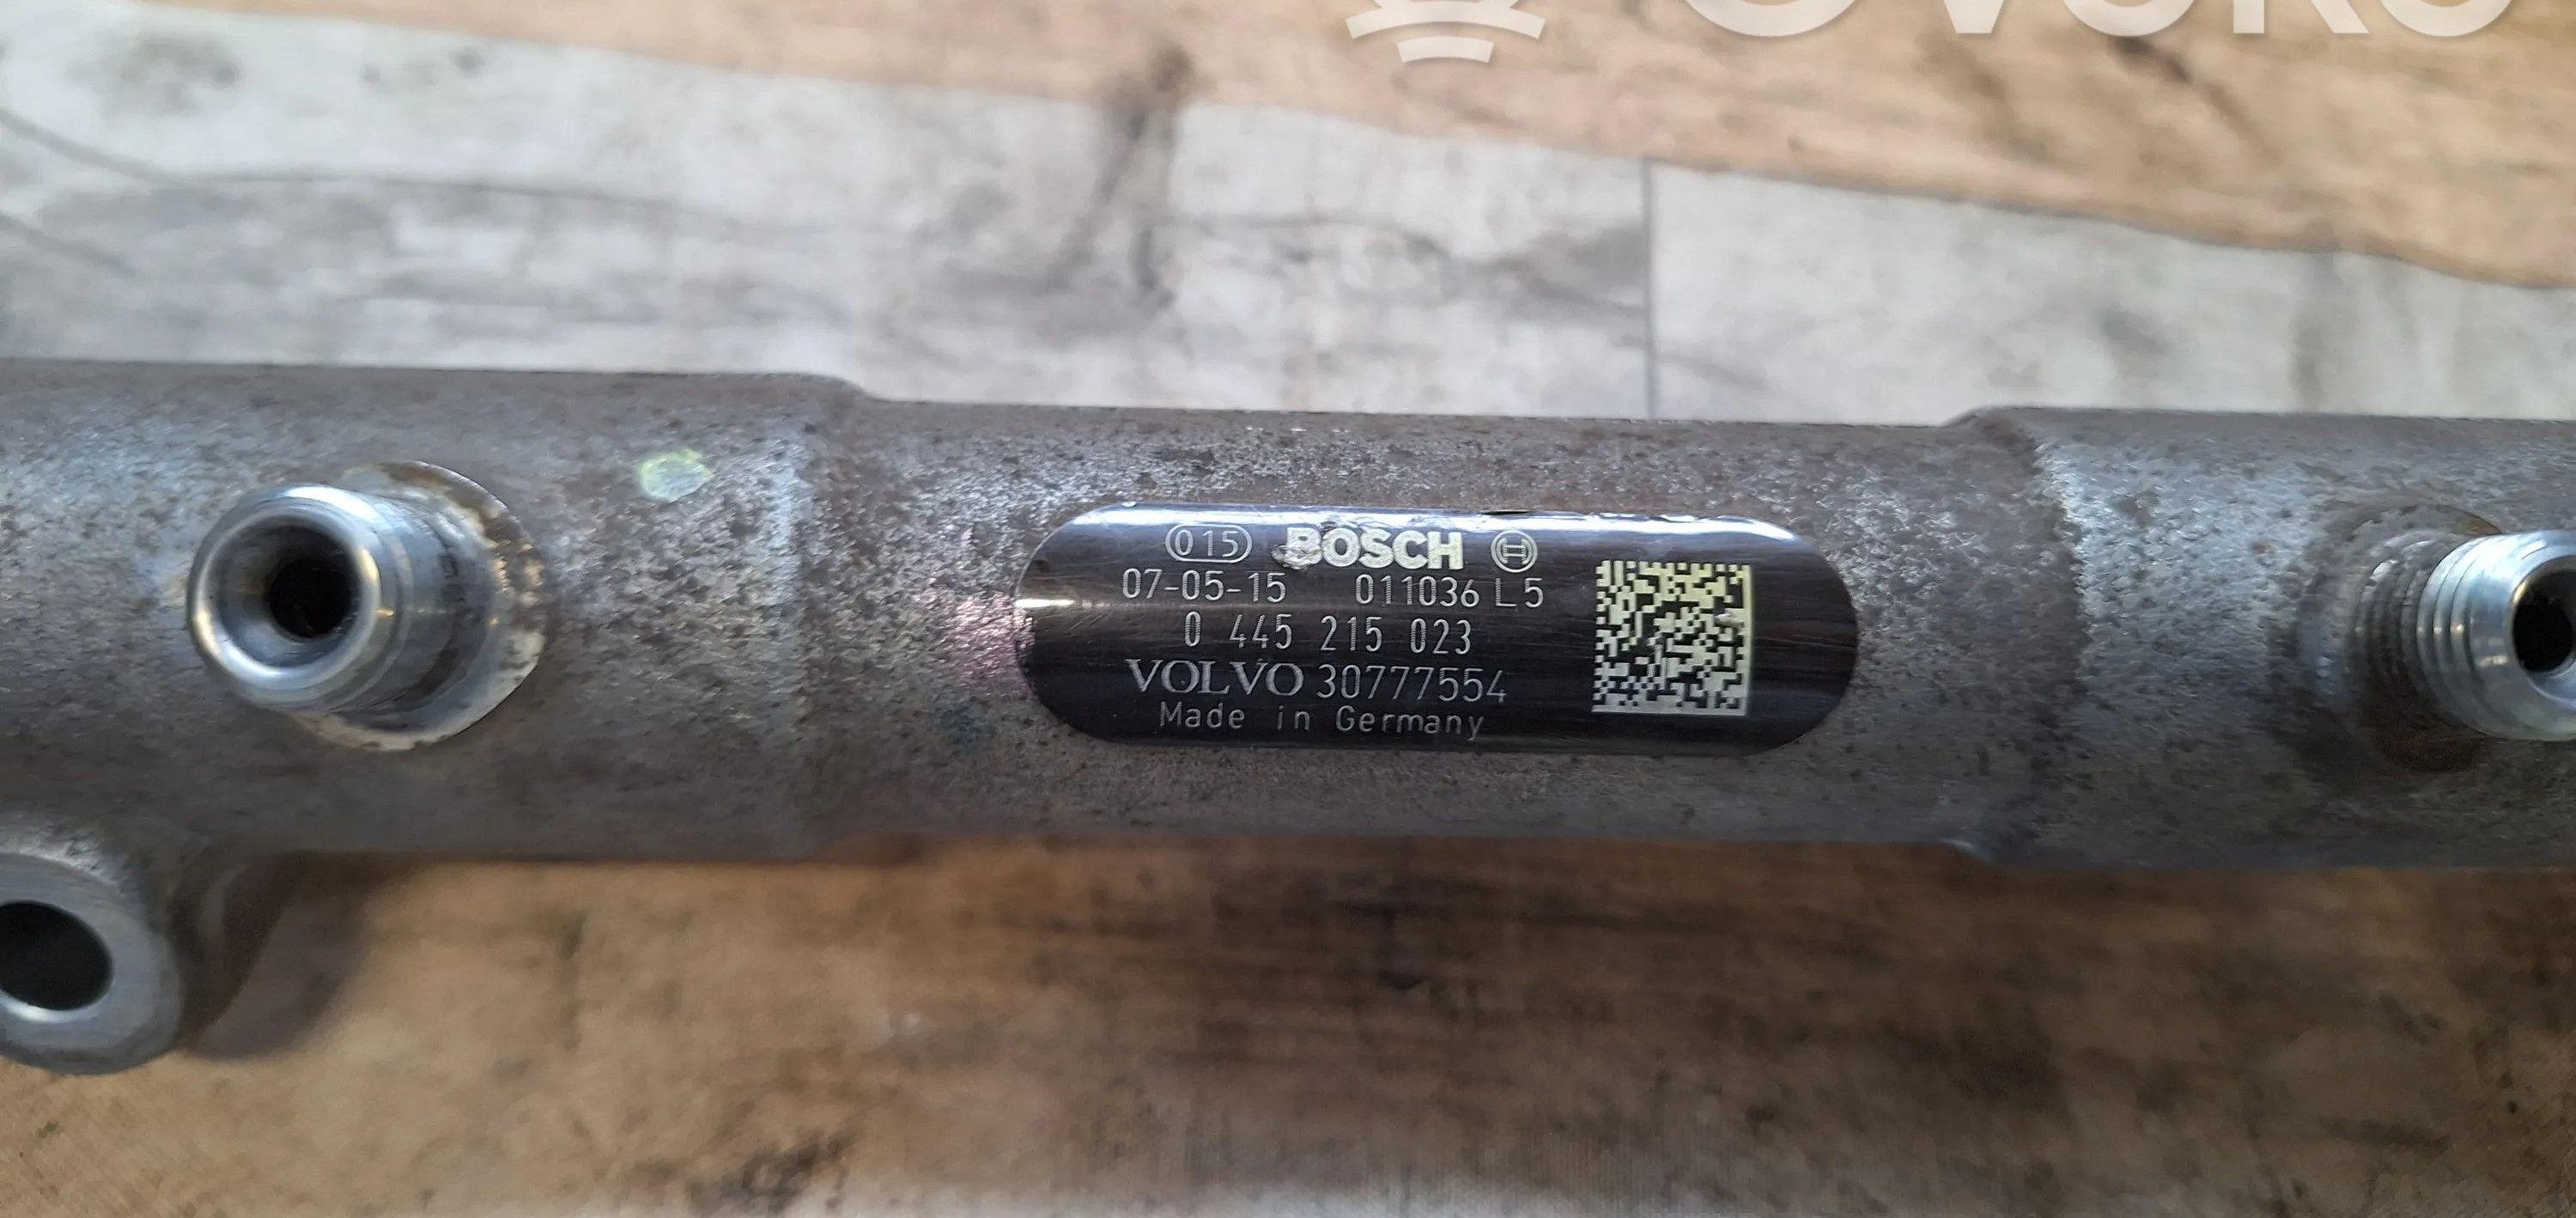 015 BOSCH
07-05-15 011036 L5
0 445 215 023
VOLVO 30777554
Made in Germany